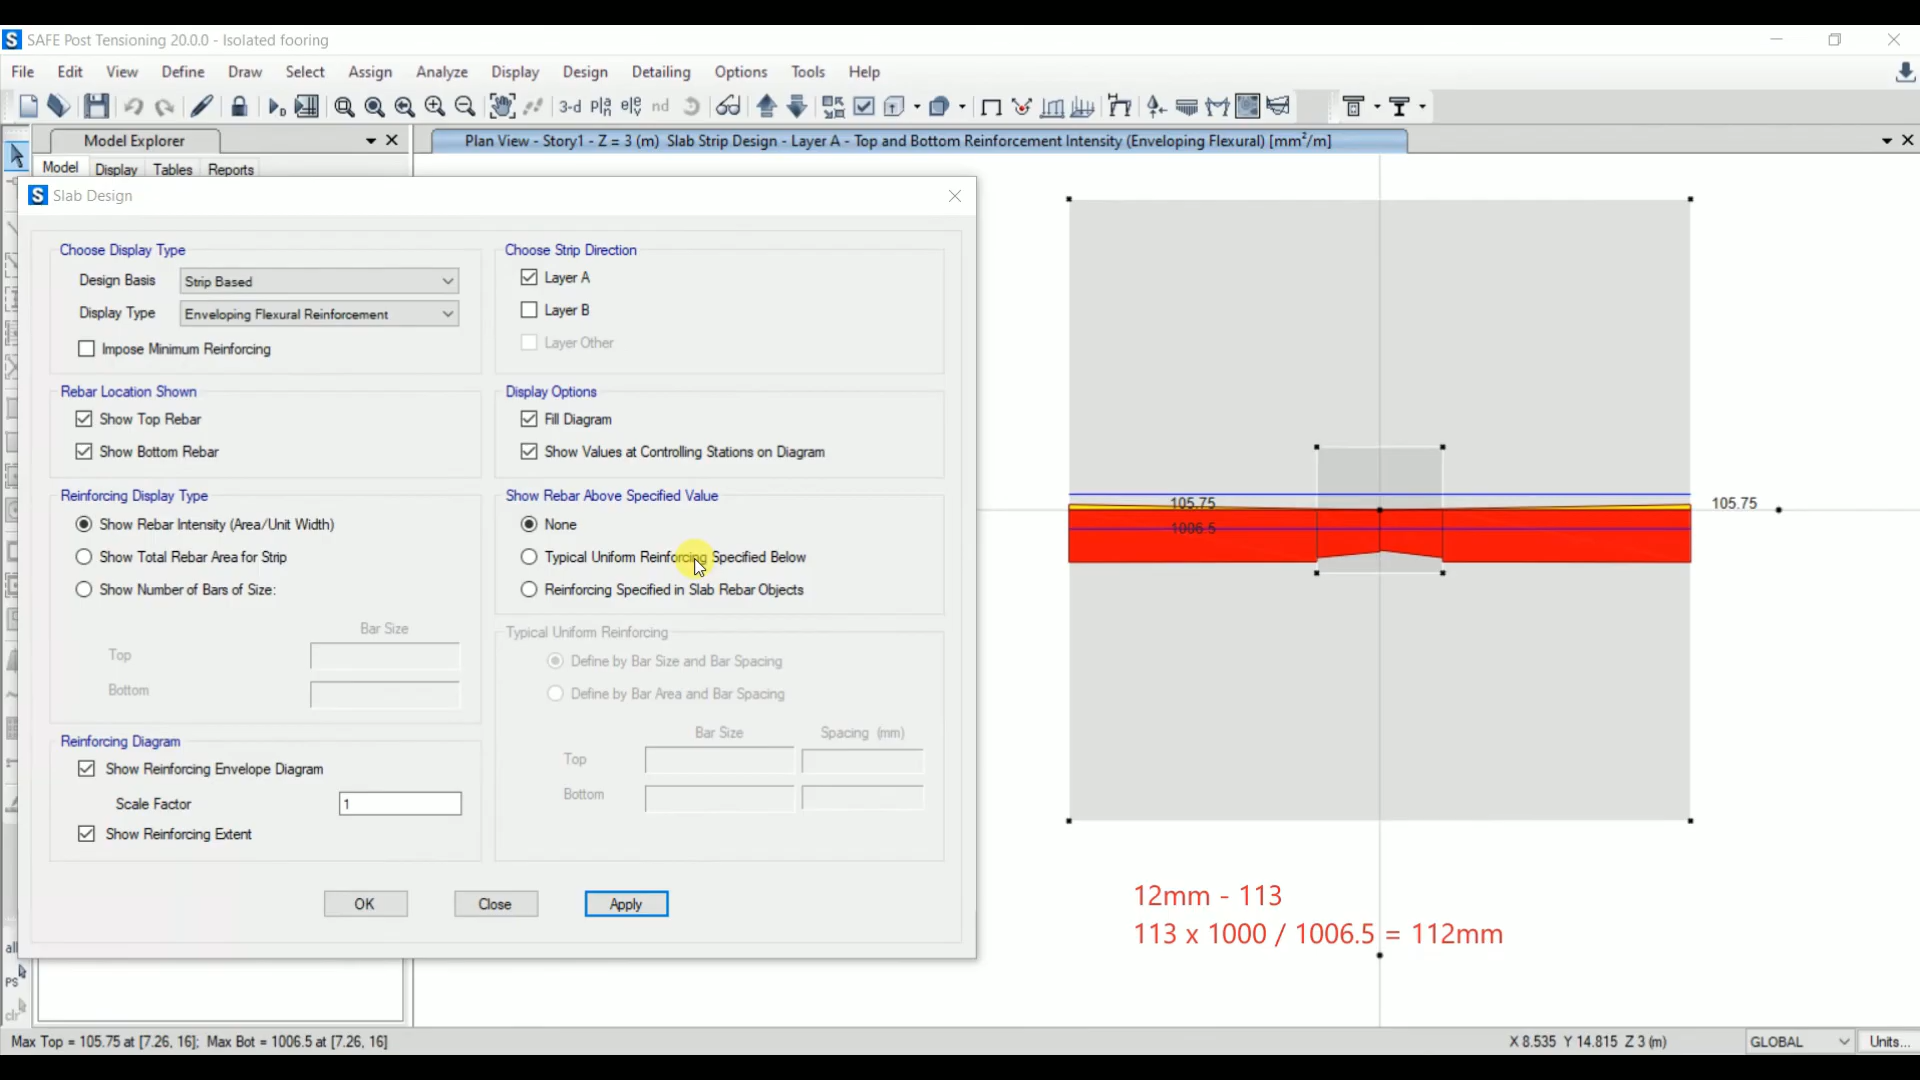 SAFE Post Tensioning 20.0.0 - Isolated fooring
File Edit View Define Draw Select Assign Analyze Display Design Detailing Options Tools Help
3-d nd
Model Explorer
Plan View - Story1 - Z = 3 (m) Slab Strip Design - Layer A - Top and Bottom Reinforcement Intensity (Enveloping Flexural) [mm²/m]
Model Display Tables Reports
Slab Design
Choose Display Type
Design Basis Strip Based
Display Type Enveloping Flexural Reinforcement
Impose Minimum Reinforcing
Choose Strip Direction
Layer A
Layer B
Layer Other
Rebar Location Shown
Show Top Rebar
Show Bottom Rebar
Display Options
Fill Diagram
Show Values at Controlling Stations on Diagram
Reinforcing Display Type
Show Rebar Intensity (Area/Unit Width)
Show Total Rebar Area for Strip
Show Number of Bars of Size:
Bar Size
Top
Bottom
Show Rebar Above Specified Value
None
Typical Uniform Reinforcing Specified Below
Reinforcing Specified in Slab Rebar Objects
Typical Uniform Reinforcing
Define by Bar Size and Bar Spacing
Define by Bar Area and Bar Spacing
Bar Size Spacing (mm)
Top
Bottom
Reinforcing Diagram
Show Reinforcing Envelope Diagram
Scale Factor 1
Show Reinforcing Extent
OK Close Apply
105.75 105.75
1006.5
12mm - 113
113 x 1000 / 1006.5 = 112mm
all
PS
clr
Max Top = 105.75 at [7.26, 16]; Max Bot = 1006.5 at [7.26, 16]
X 8.535 Y 14.815 Z 3 (m)
GLOBAL
Units...